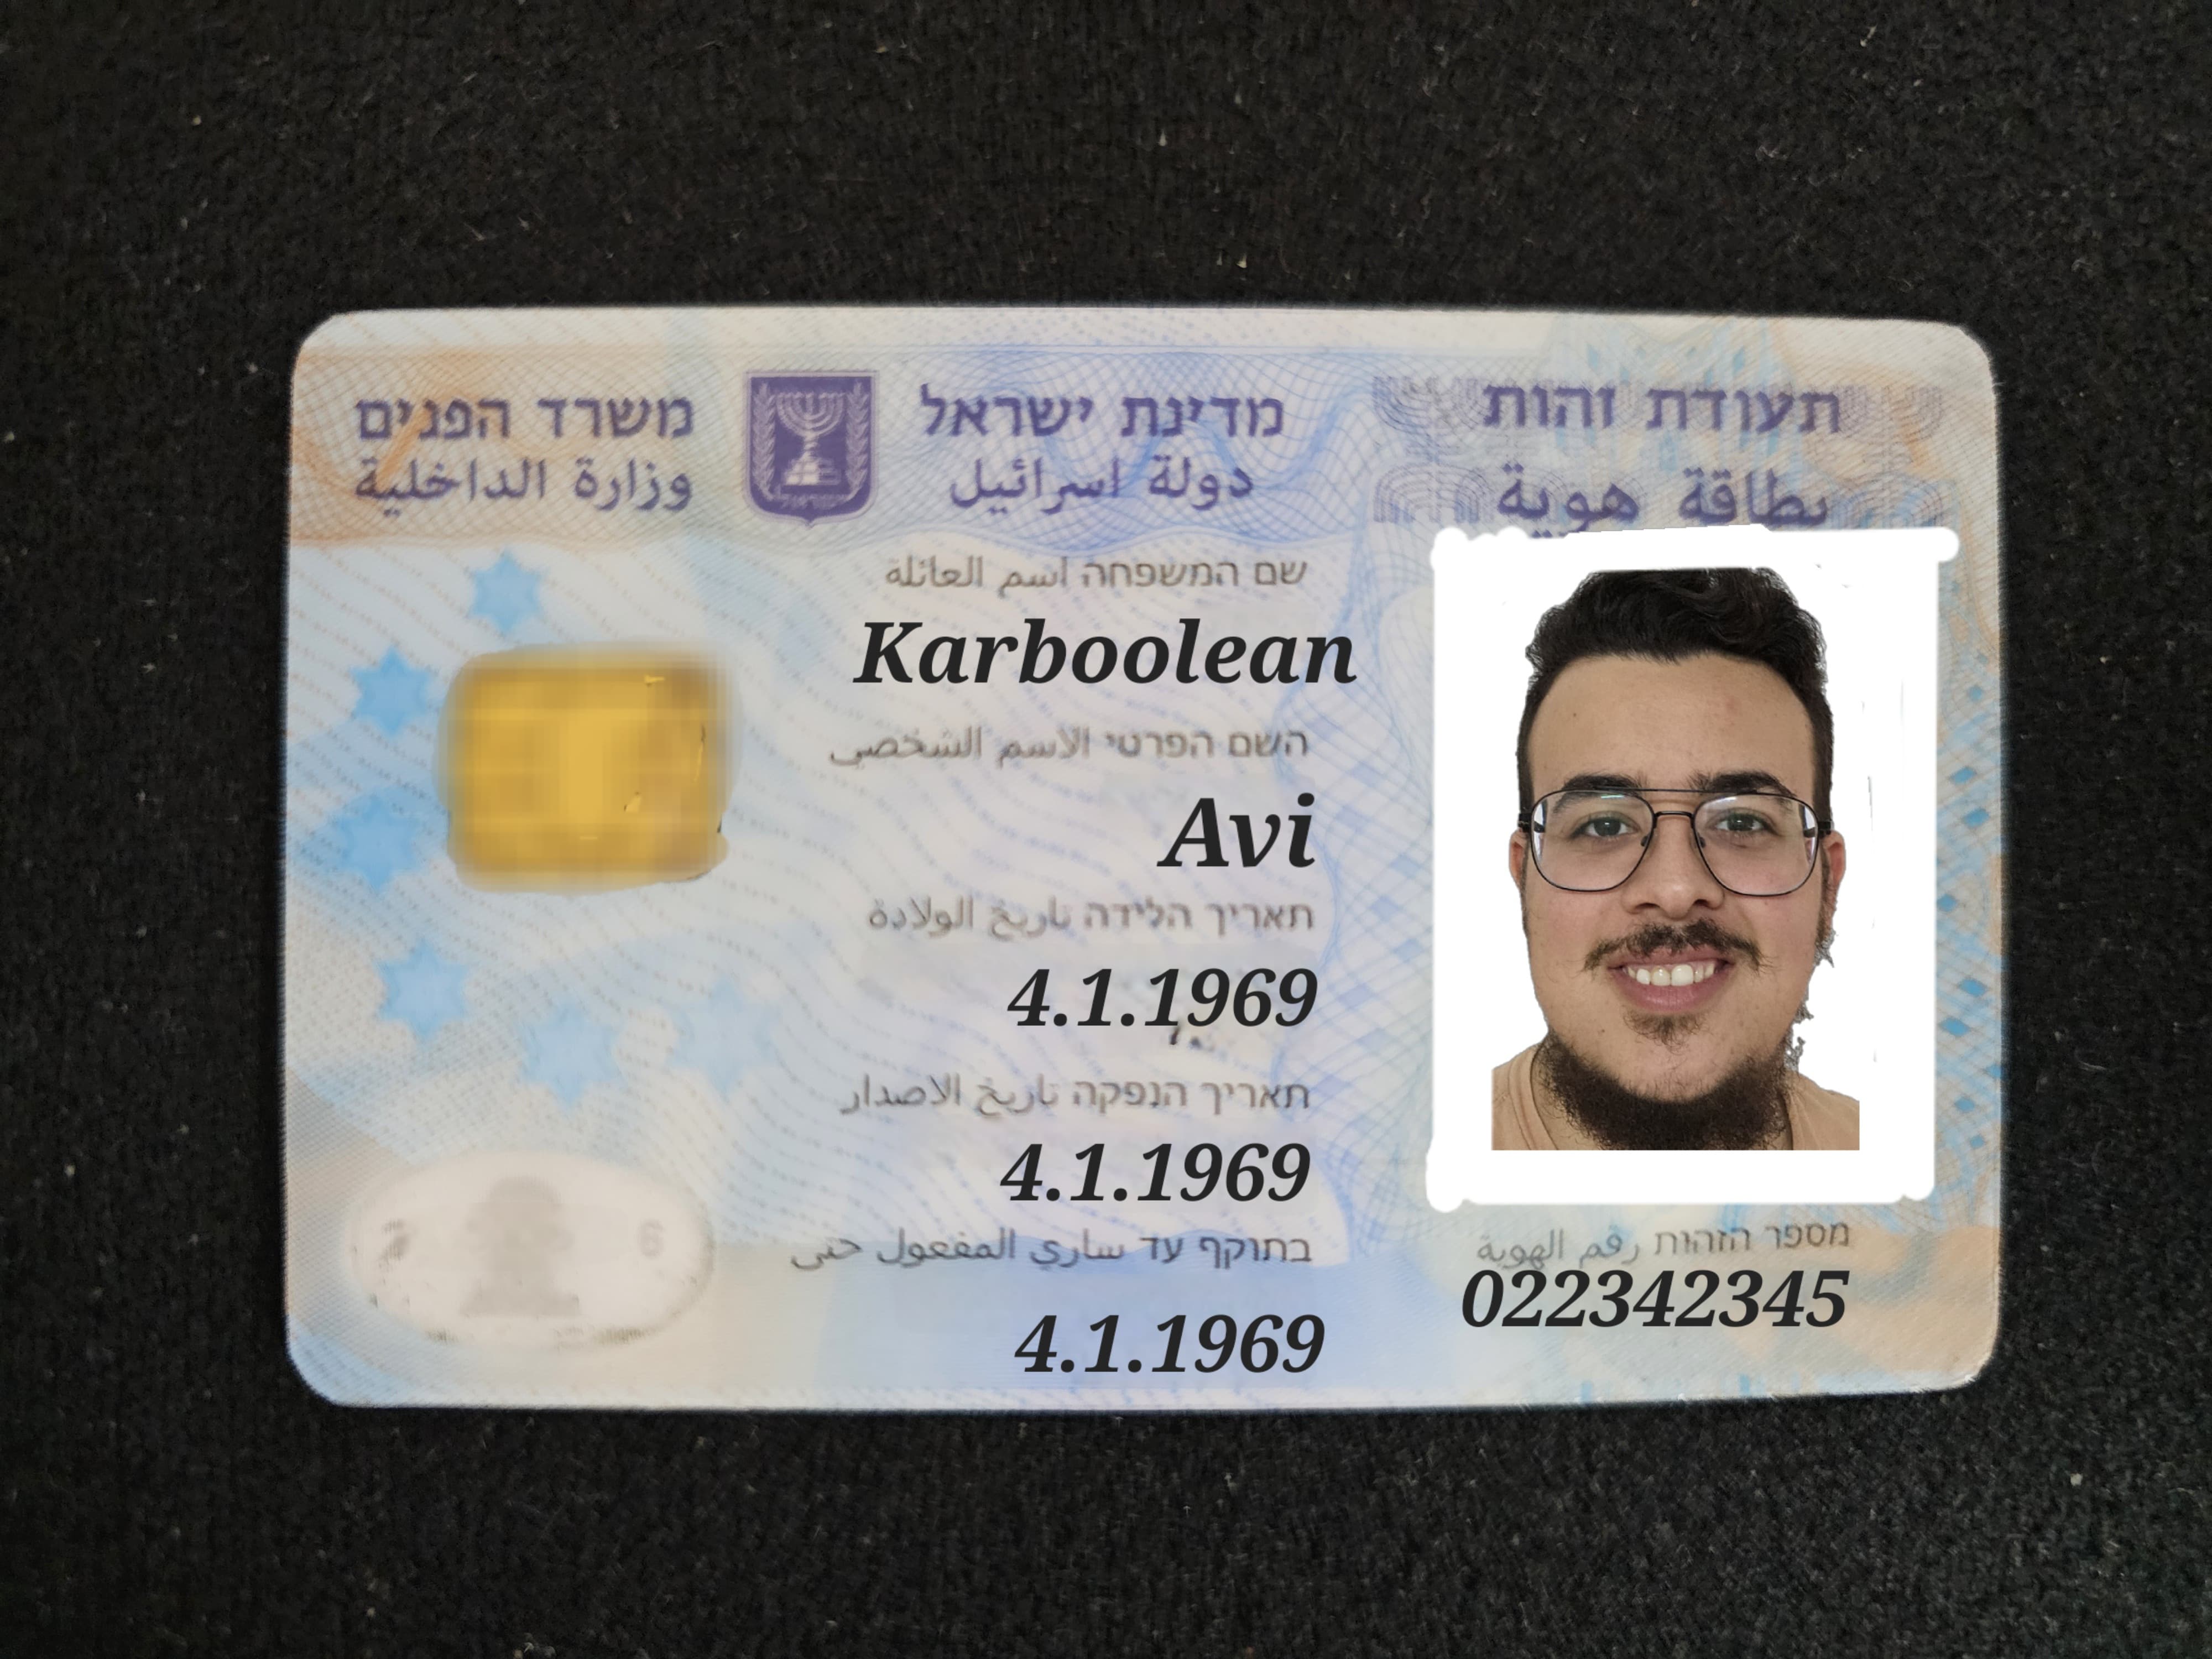 תעודת זהות
بطاقة هوية
מדינת ישראל
دولة اسرائيل
משרד הפנים
وزارة الداخلية
שם המשפחה اسم العائلة
Karboolean
השם הפרטי الاسم الشخصي
Avi
תאריך הלידה تاريخ الولادة
4.1.1969
תאריך הנפקה تاريخ الاصدار
4.1.1969
בתוקף עד ساري المفعول حتى
4.1.1969
מספר הזהות رقم الهوية
022342345